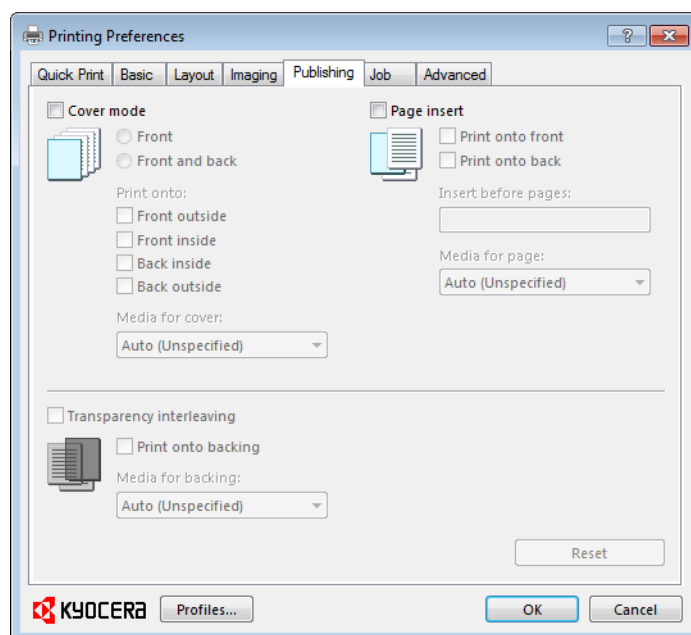 Printing Preferences
?
Quick Print Basic Layout Imaging Publishing Job Advanced
Cover mode
Front
Front and back
Print onto:
Front outside
Front inside
Back inside
Back outside
Media for cover:
Auto (Unspecified)
Page insert
Print onto front
Print onto back
Insert before pages:
Media for page:
Auto (Unspecified)
Transparency interleaving
Print onto backing
Media for backing:
Auto (Unspecified)
Reset
KYOCERA Profiles... OK Cancel